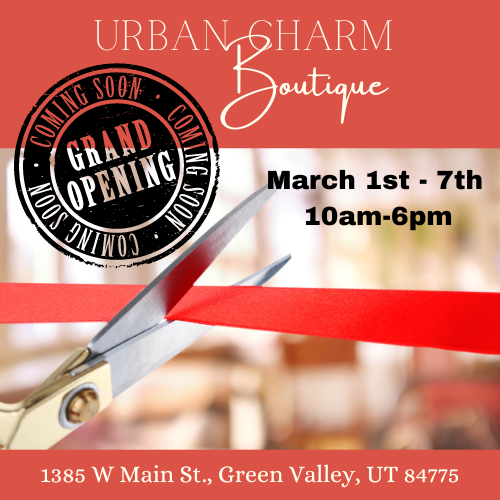 URBAN CHARM
Boutique
COMING SOON • COMING SOON • COMING SOON •
GRAND
OPENING
March 1st - 7th
10am-6pm
1385 W Main St., Green Valley, UT 84775